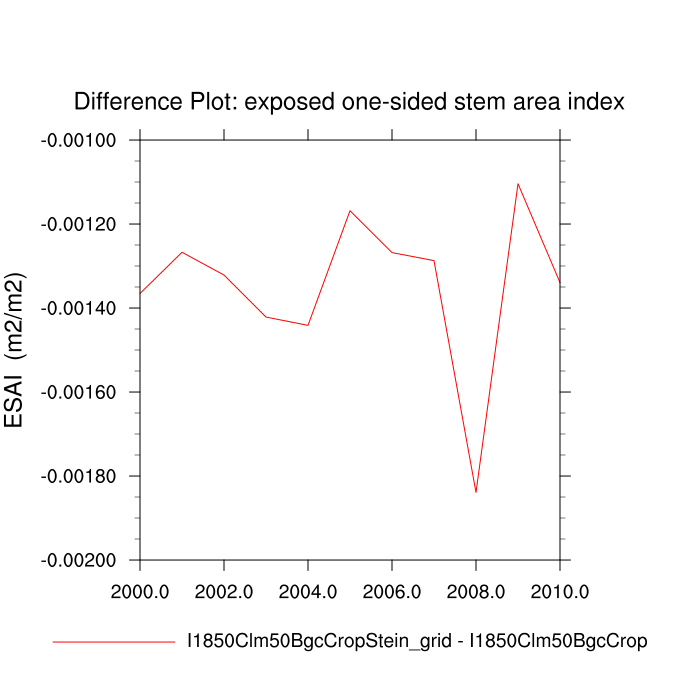 Difference Plot: exposed one-sided stem area index
ESAI (m2/m2)
-0.00100
-0.00120
-0.00140
-0.00160
-0.00180
-0.00200
2000.0 2002.0 2004.0 2006.0 2008.0 2010.0
I1850Clm50BgcCropStein_grid - I1850Clm50BgcCrop